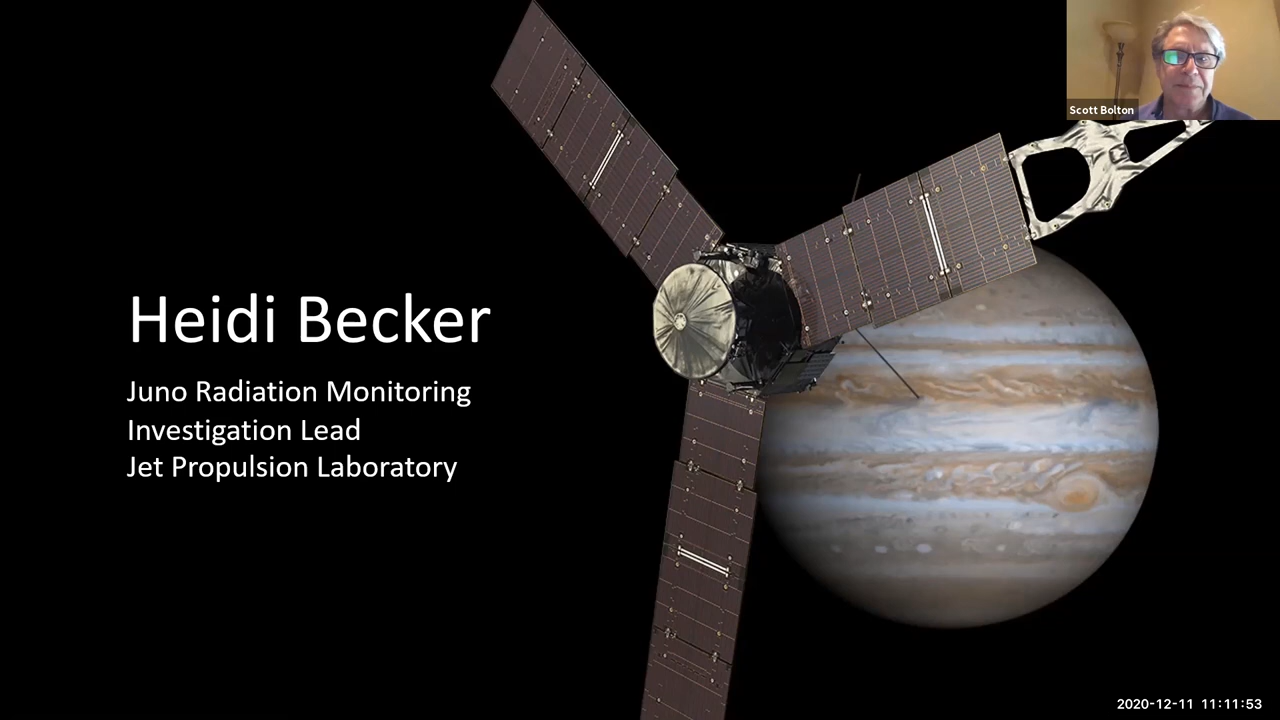 Scott Bolton
Heidi Becker
Juno Radiation Monitoring
Investigation Lead
Jet Propulsion Laboratory
2020-12-11 11:11:53